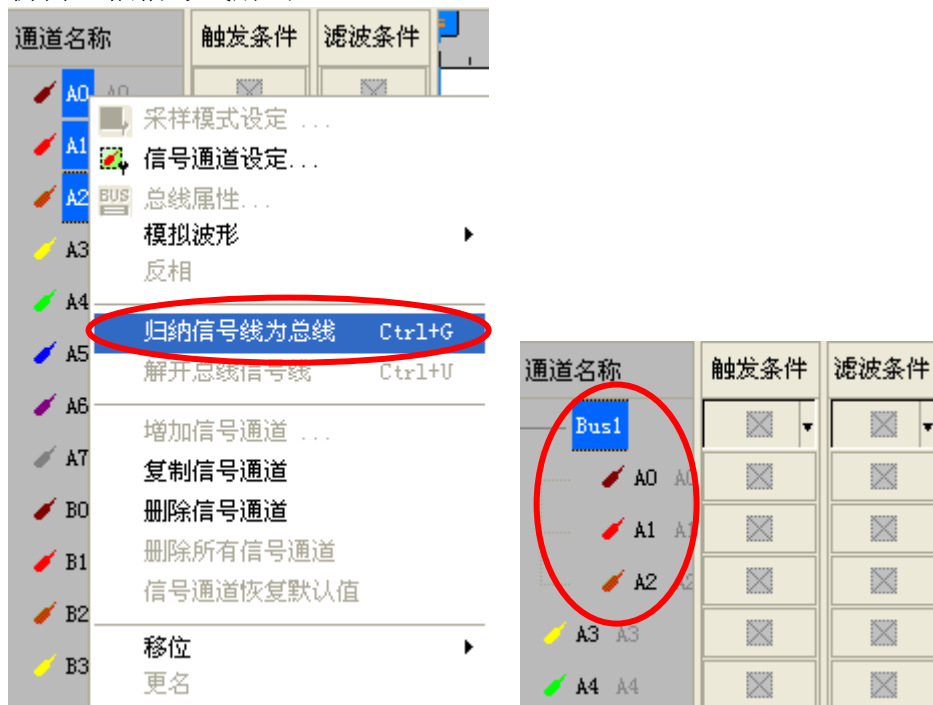 通道名称 触发条件 滤波条件
A0 A0
采样模式设定 ...
A1
信号通道设定...
A2
BUS 总线属性...
模拟波形
A3
反相
A4
归纳信号线为总线 Ctrl+G
A5
解开总线信号线 Ctrl+U
A6
增加信号通道 ...
A7
复制信号通道
B0
删除信号通道
B1
删除所有信号通道
信号通道恢复默认值
B2
移位
B3
更名
通道名称 触发条件 滤波条件
Bus1
A0 A0
A1 A1
A2 A2
A3 A3
A4 A4